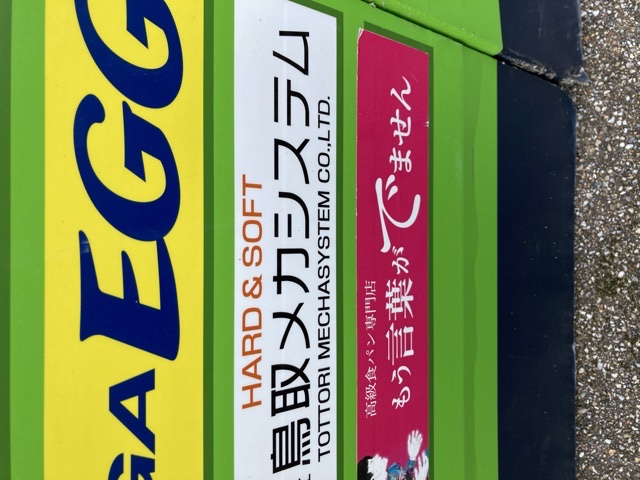 GA EGG
HARD & SOFT
鳥取メカシステム
TOTTORI MECHASYSTEM CO.,LTD.
高級食パン専門店
もう言葉がでません